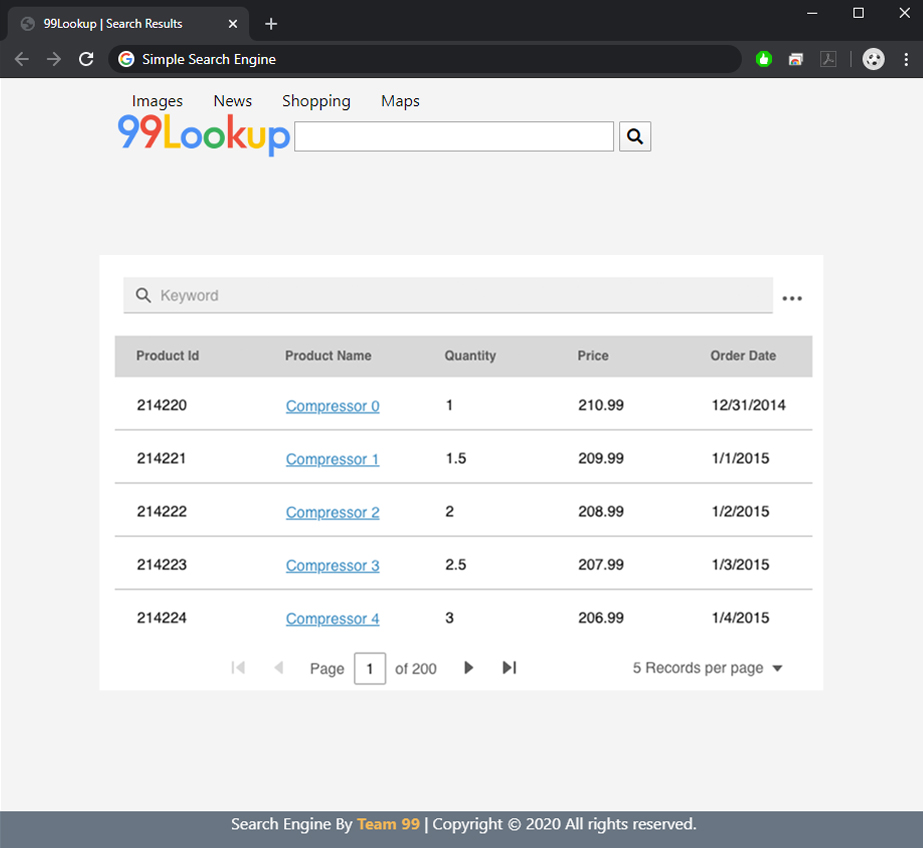 99Lookup | Search Results
Simple Search Engine
Images News Shopping Maps
99Lookup
Keyword
Product Id Product Name Quantity Price Order Date
214220 Compressor 0 1 210.99 12/31/2014
214221 Compressor 1 1.5 209.99 1/1/2015
214222 Compressor 2 2 208.99 1/2/2015
214223 Compressor 3 2.5 207.99 1/3/2015
214224 Compressor 4 3 206.99 1/4/2015
Page 1 of 200 5 Records per page
Search Engine By Team 99 | Copyright © 2020 All rights reserved.